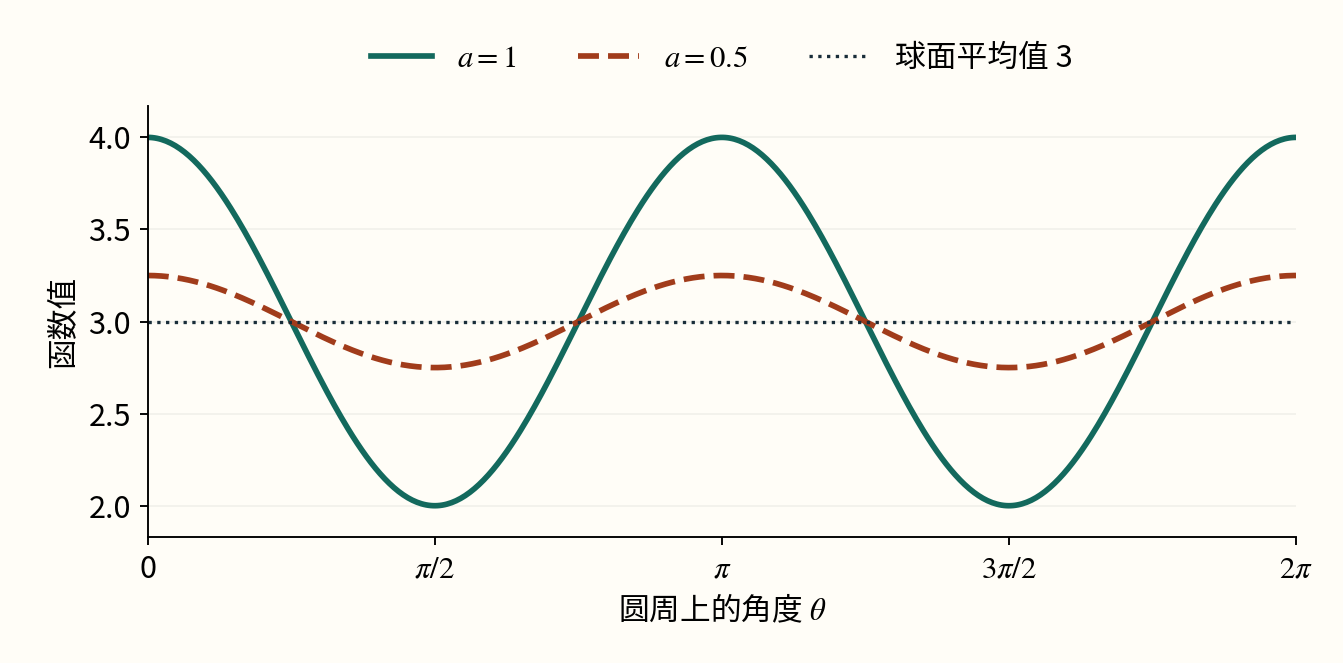 a = 1 a = 0.5 球面平均值 3
函数值
4.0
3.5
3.0
2.5
2.0
0 π/2 π 3π/2 2π
圆周上的角度 θ